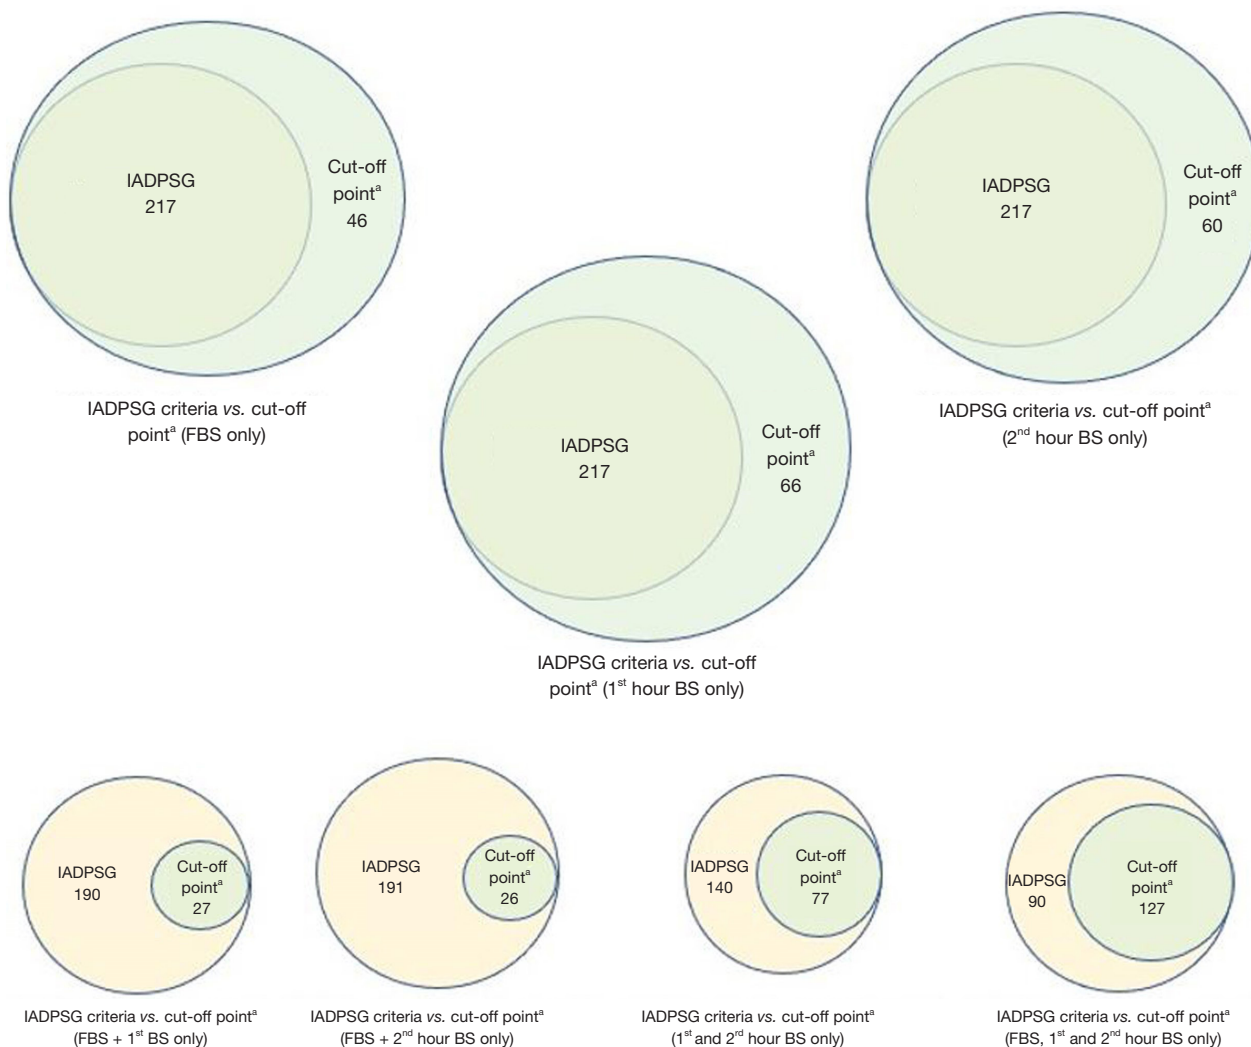 IADPSG
217
Cut-off
point^a
46
IADPSG criteria vs. cut-off
point^a (FBS only)
IADPSG
217
Cut-off
point^a
60
IADPSG criteria vs. cut-off point^a
(2^nd hour BS only)
IADPSG
217
Cut-off
point^a
66
IADPSG criteria vs. cut-off
point^a (1^st hour BS only)
IADPSG
190
Cut-off
point^a
27
IADPSG criteria vs. cut-off point^a
(FBS + 1^st BS only)
IADPSG
191
Cut-off
point^a
26
IADPSG criteria vs. cut-off point^a
(FBS + 2^nd hour BS only)
IADPSG
140
Cut-off
point^a
77
IADPSG criteria vs. cut-off point^a
(1^st and 2^rd hour BS only)
IADPSG
90
Cut-off
point^a
127
IADPSG criteria vs. cut-off point^a
(FBS, 1^st and 2^nd hour BS only)